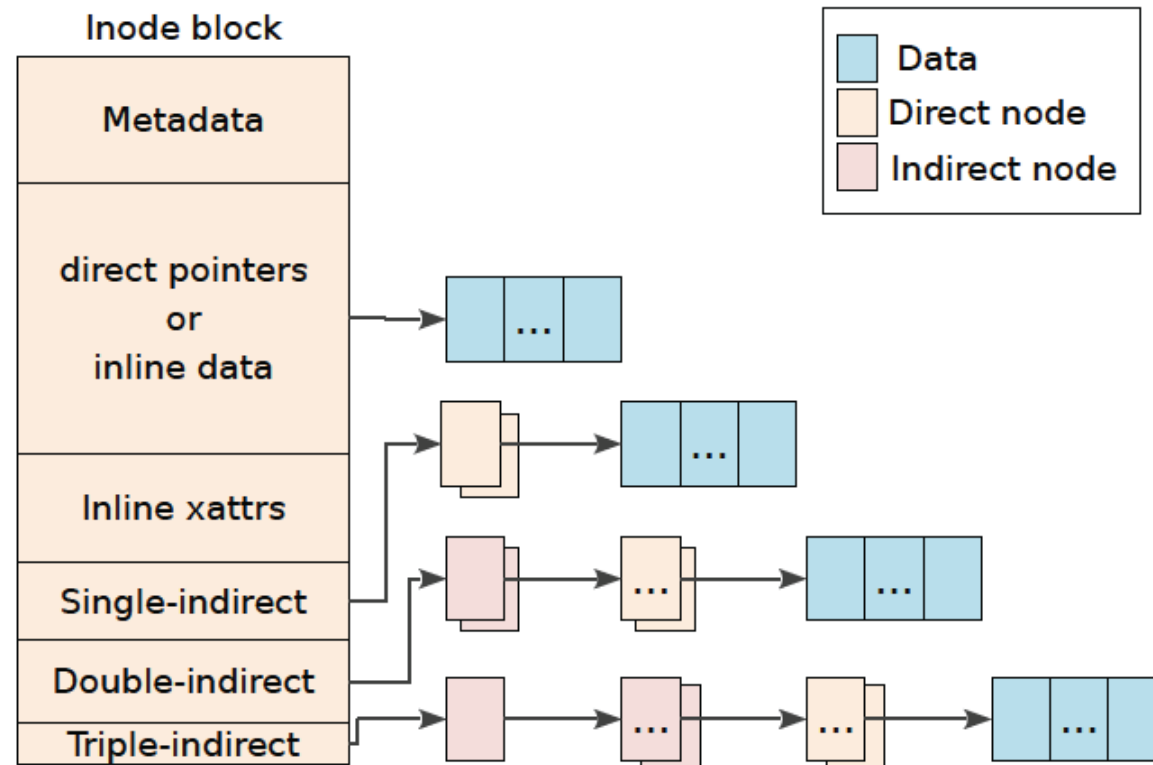 Inode block
Metadata
direct pointers
or
inline data
Inline xattrs
Single-indirect
Double-indirect
Triple-indirect
Data
Direct node
Indirect node
...
...
...
...
...
...
...